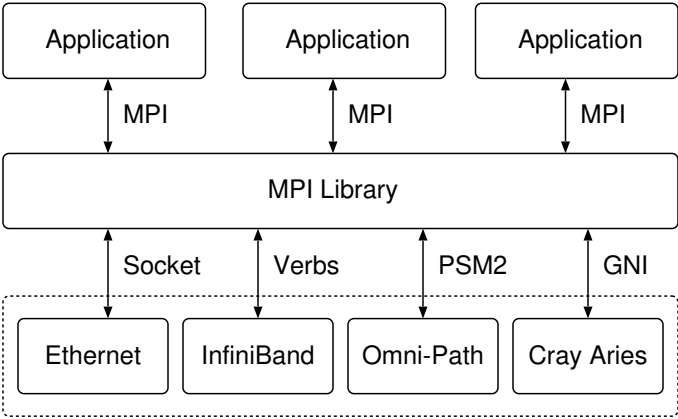 Application Application Application
MPI MPI MPI
MPI Library
Socket Verbs PSM2 GNI
Ethernet InfiniBand Omni-Path Cray Aries